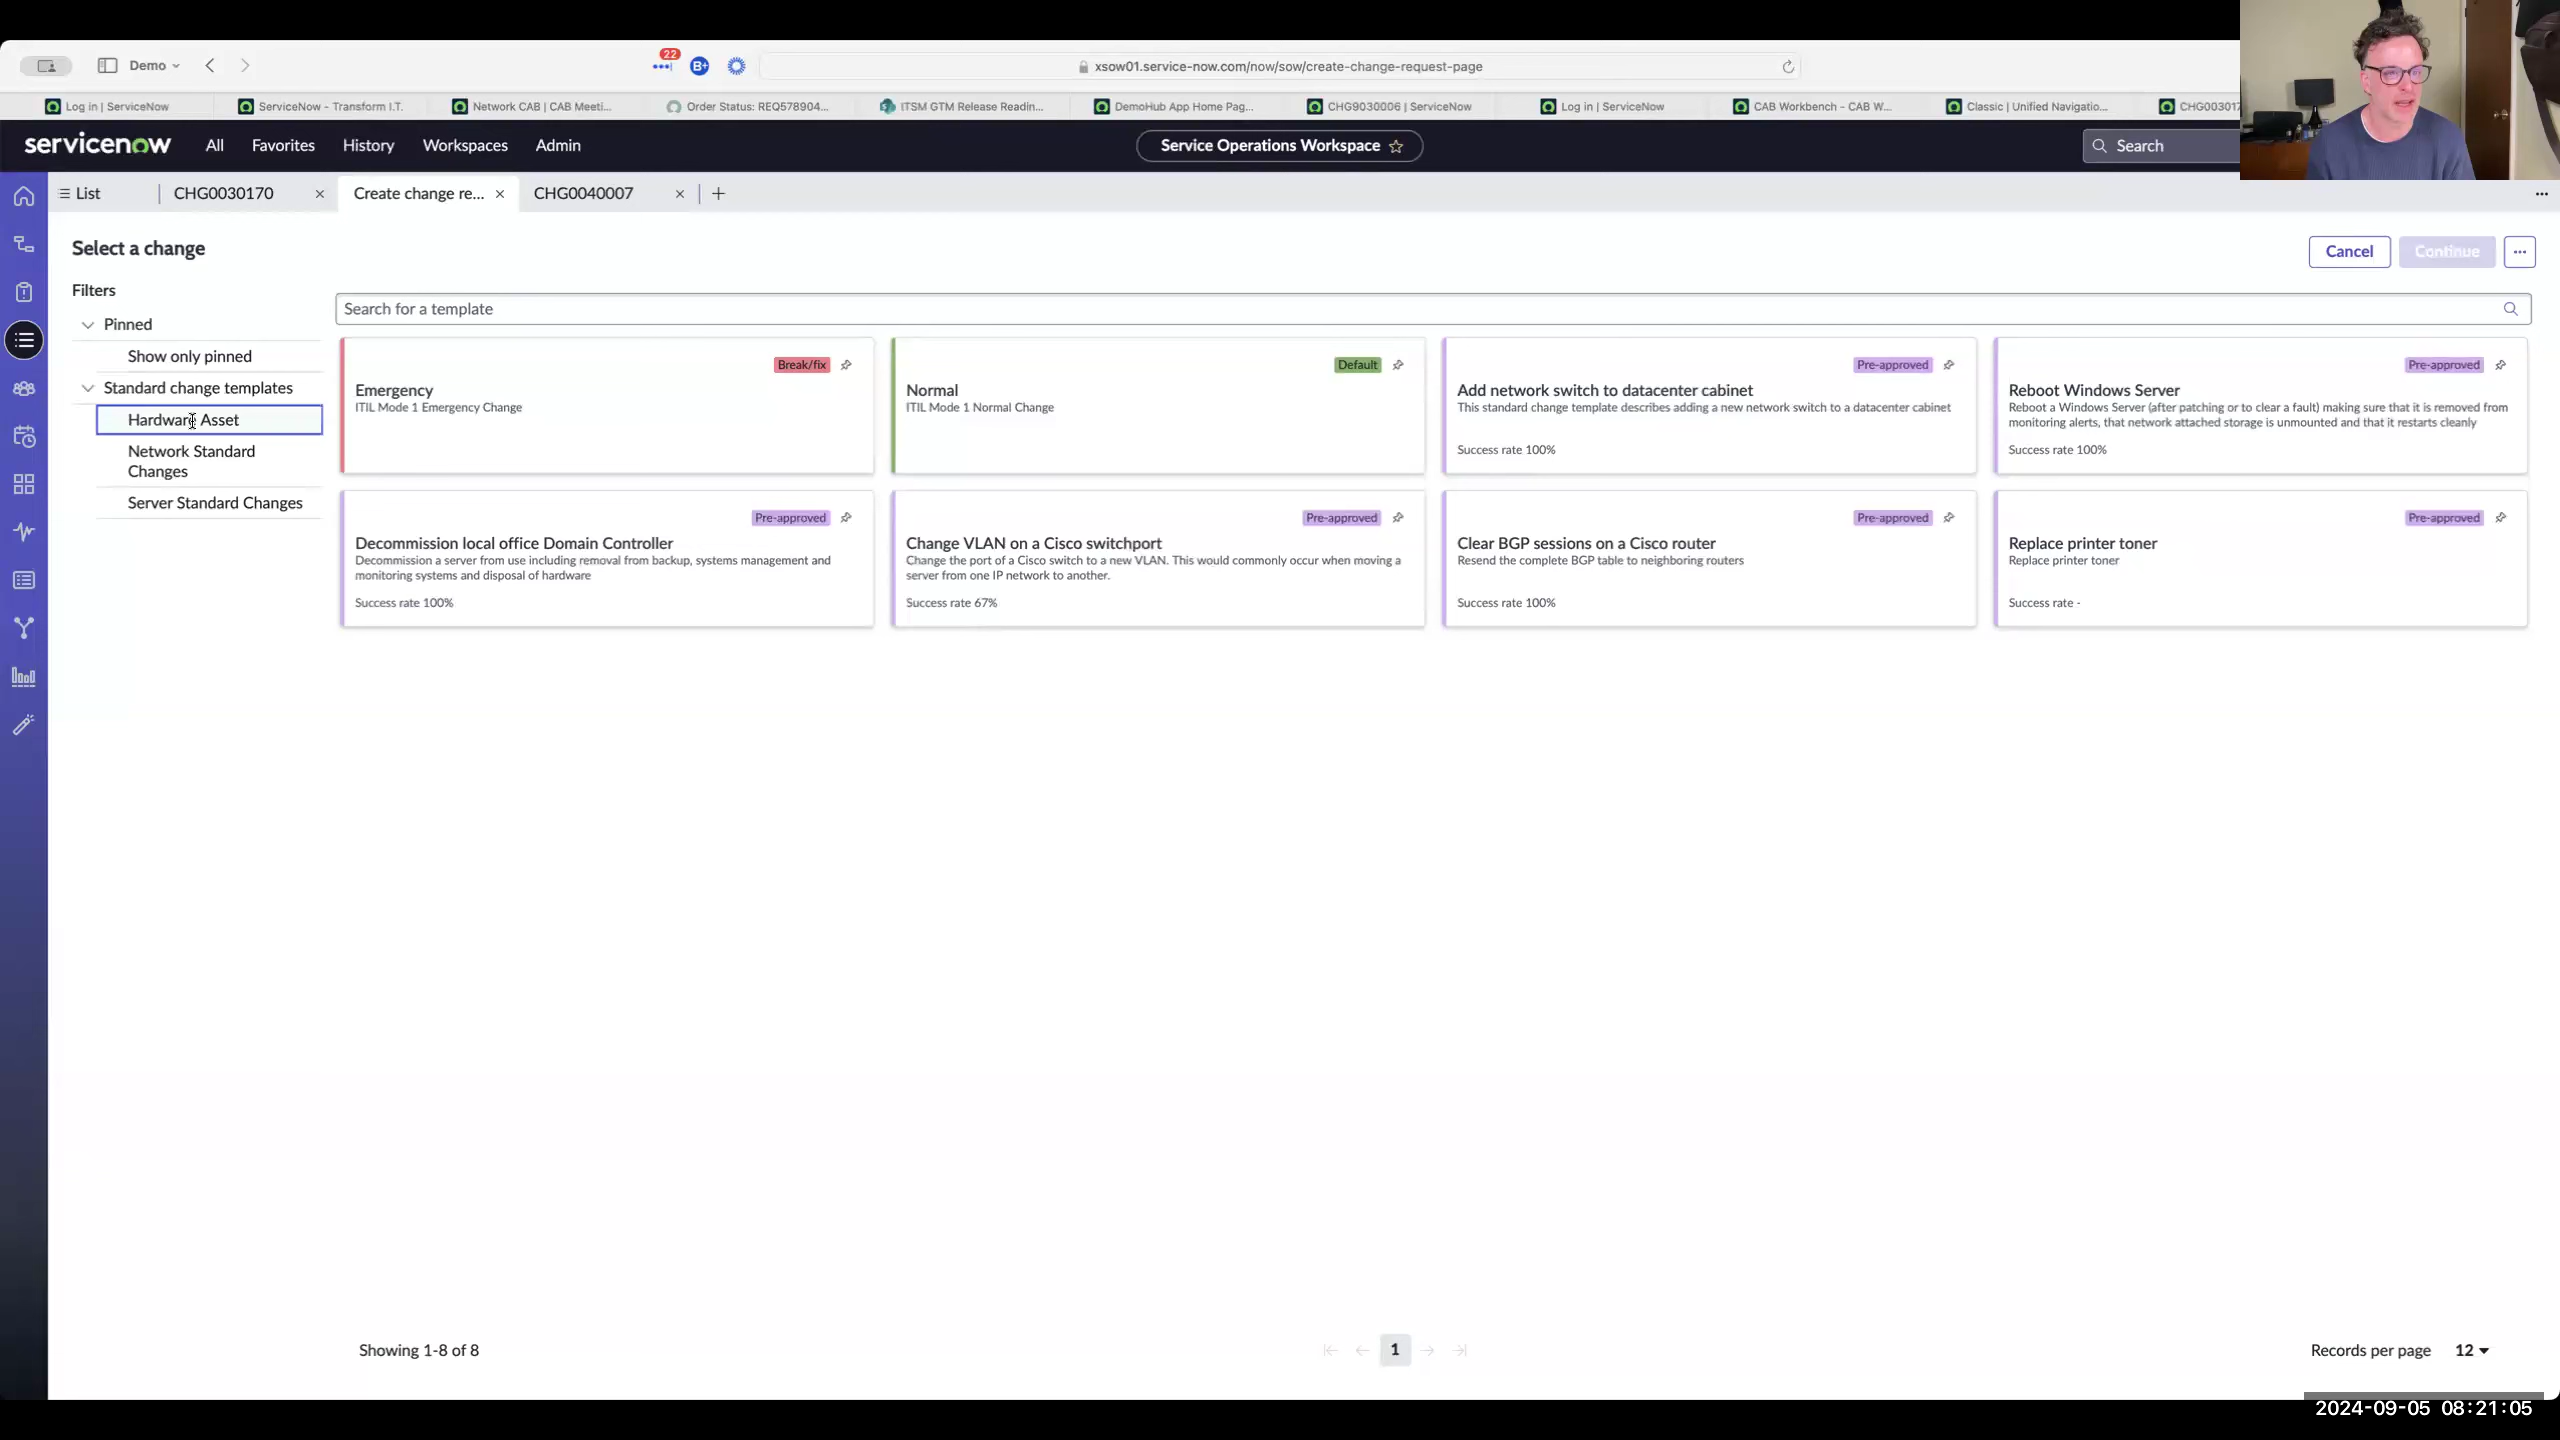 Demo
22
B+
xsow01.service-now.com/now/sow/create-change-request-page
Log in | ServiceNow
ServiceNow - Transform I.T.
Network CAB | CAB Meeti...
Order Status: REQ578904...
ITSM GTM Release Readin...
DemoHub App Home Pag...
CHG9030006 | ServiceNow
Log in | ServiceNow
CAB Workbench - CAB W...
Classic | Unified Navigatio...
CHG003017
servicenow
All
Favorites
History
Workspaces
Admin
Service Operations Workspace
Search
List
CHG0030170
Create change re...
CHG0040007
Select a change
Cancel
Continue
Filters
Pinned
Show only pinned
Standard change templates
Hardware Asset
Network Standard
Changes
Server Standard Changes
Search for a template
Break/fix
Emergency
ITIL Mode 1 Emergency Change
Default
Normal
ITIL Mode 1 Normal Change
Pre-approved
Add network switch to datacenter cabinet
This standard change template describes adding a new network switch to a datacenter cabinet
Success rate 100%
Pre-approved
Reboot Windows Server
Reboot a Windows Server (after patching or to clear a fault) making sure that it is removed from
monitoring alerts, that network attached storage is unmounted and that it restarts cleanly
Success rate 100%
Pre-approved
Decommission local office Domain Controller
Decommission a server from use including removal from backup, systems management and
monitoring systems and disposal of hardware
Success rate 100%
Pre-approved
Change VLAN on a Cisco switchport
Change the port of a Cisco switch to a new VLAN. This would commonly occur when moving a
server from one IP network to another.
Success rate 67%
Pre-approved
Clear BGP sessions on a Cisco router
Resend the complete BGP table to neighboring routers
Success rate 100%
Pre-approved
Replace printer toner
Replace printer toner
Success rate -
Showing 1-8 of 8
1
Records per page
12
2024-09-05 08:21:05